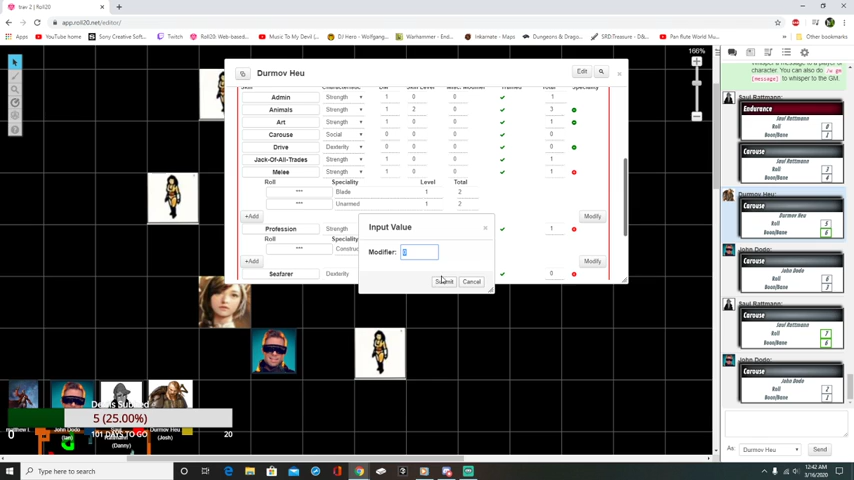 tier 2 | Roll20
app.roll20.net/editor/
Apps
YouTube home
Sony Creative Soft...
Twitch
Roll20: Web-based...
Music To My Devil (...
DJ Hero - Wolfgang...
Warhammer - End...
Inkarnate - Maps
Dungeons & Drago...
SRD:Treasure - D&...
Pan flute World Mu...
Other bookmarks
166%
Durmov Heu
Edit
Skill
Characteristic
DM
Skill Level
Misc. Modifier
Trained
Total
Speciality
Admin Strength 1 0 0 1
Animals Strength 1 2 0 3
Art Strength 1 0 0 1
Carouse Social 0 0 0 0
Drive Dexterity 0 0 0 0
Jack-Of-All-Trades Strength 1 0 0 1
Melee Strength 1 0 0 1
Roll Speciality Level Total
*** Blade 1 2
*** Unarmed 1 2
+Add
Modify
Profession Strength 1
Roll Speciality
*** Construc
+Add
Modify
Seafarer Dexterity 0
Input Value
Modifier: 0
Submit
Cancel
whisper a message to a player or
character. You can also do /w gm
[message] to whisper to the GM.
Saul Rattmann:
Endurance
Saul Rattmann
Roll
Boon/Bane
Carouse
Saul Rattmann
Roll 3
Boon/Bane 4
Durmov Heu:
Carouse
Durmov Heu
Roll 5
Boon/Bane 6
John Dodo:
Carouse
John Dodo
Roll 6
Boon/Bane
Saul Rattmann:
Carouse
Saul Rattmann
Roll 7
Boon/Bane 6
John Dodo:
Carouse
John Dodo
Roll 2
Boon/Bane
As: Durmov Heu
Send
5 (25.00%)
0
101 DAYS TO GO
20
John Dodo
(Ian)
Saul
Rattmann
(Danny)
Durmov Heu
(Josh)
Type here to search
12:42 AM
3/16/2020